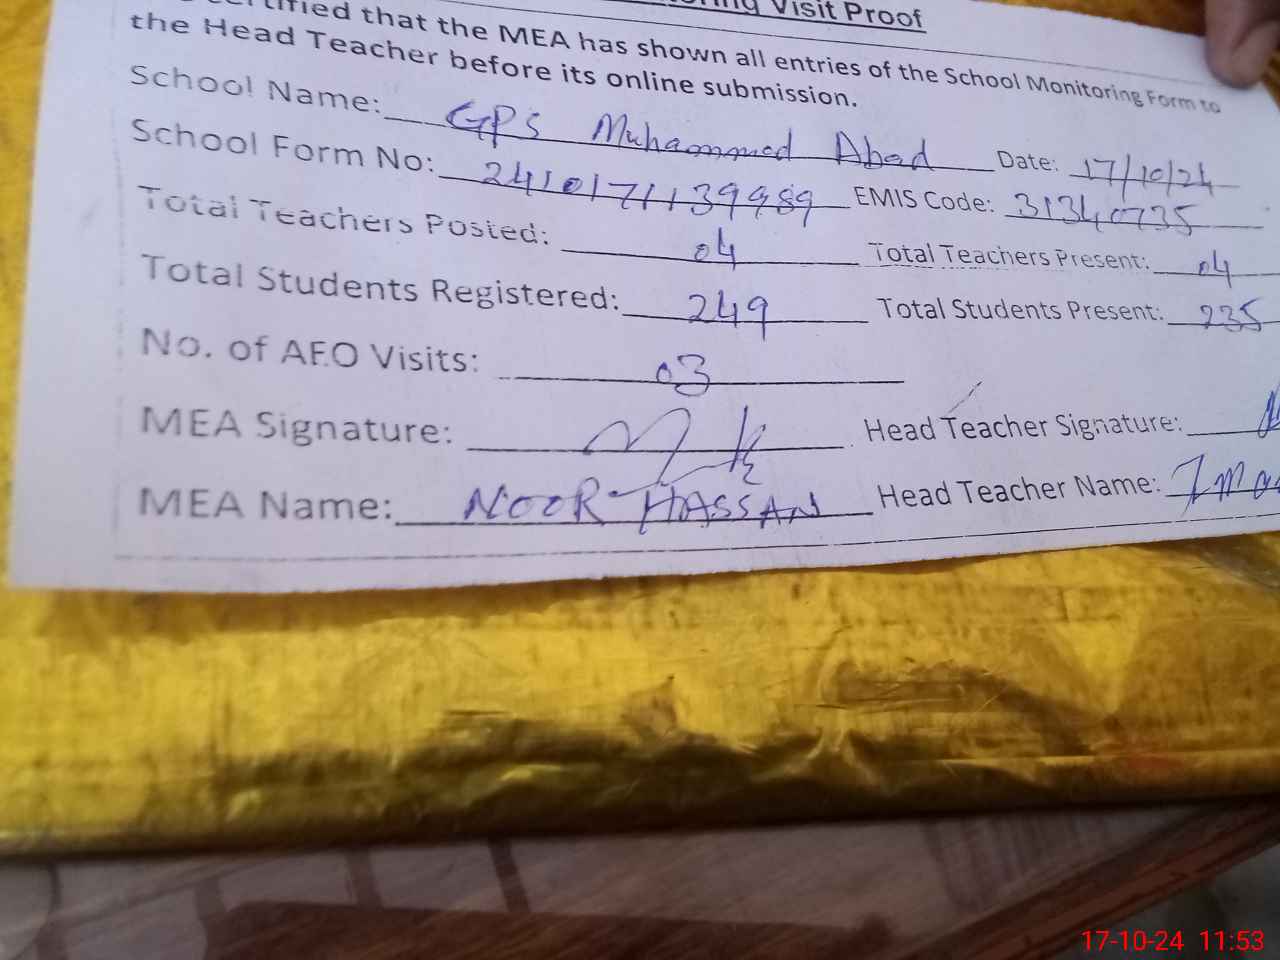 Visit Proof
that the MEA has shown all entries of the School Monitoring Form to
the Head Teacher before its online submission.
School Name: GPS Muhammad Abad Date: 17/10/24
School Form No: 2410171139989 EMIS Code: 31340735
Total Teachers Posted: 04 Total Teachers Present: 04
Total Students Registered: 249 Total Students Present: 235
No. of AEO Visits: 03
MEA Signature: Head Teacher Signature:
MEA Name: NOOR HASSAN Head Teacher Name:
17-10-24 11:53